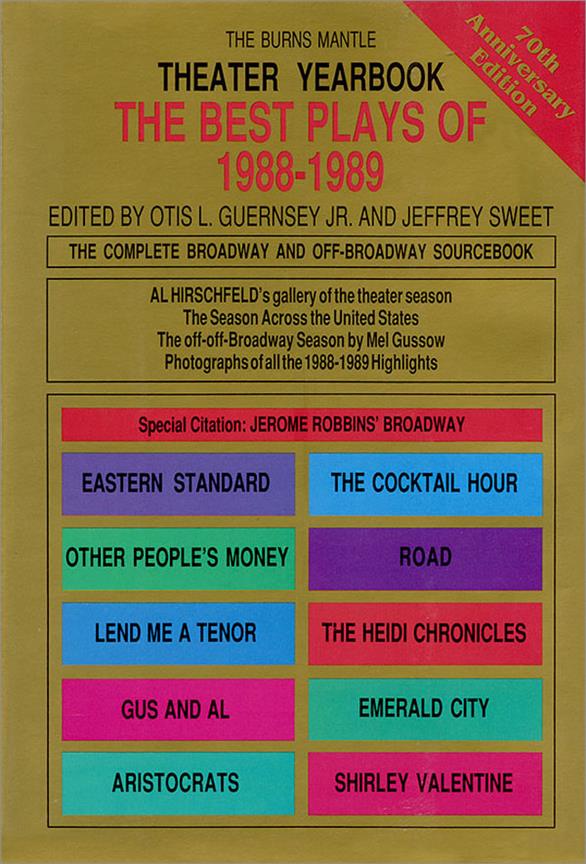 THE BURNS MANTLE
THEATER YEARBOOK
THE BEST PLAYS OF
1988-1989
70th
Anniversary
Edition
EDITED BY OTIS L. GUERNSEY JR. AND JEFFREY SWEET
THE COMPLETE BROADWAY AND OFF-BROADWAY SOURCEBOOK
AL HIRSCHFELD's gallery of the theater season
The Season Across the United States
The off-off-Broadway Season by Mel Gussow
Photographs of all the 1988-1989 Highlights
Special Citation: JEROME ROBBINS' BROADWAY
EASTERN STANDARD
THE COCKTAIL HOUR
OTHER PEOPLE'S MONEY
ROAD
LEND ME A TENOR
THE HEIDI CHRONICLES
GUS AND AL
EMERALD CITY
ARISTOCRATS
SHIRLEY VALENTINE